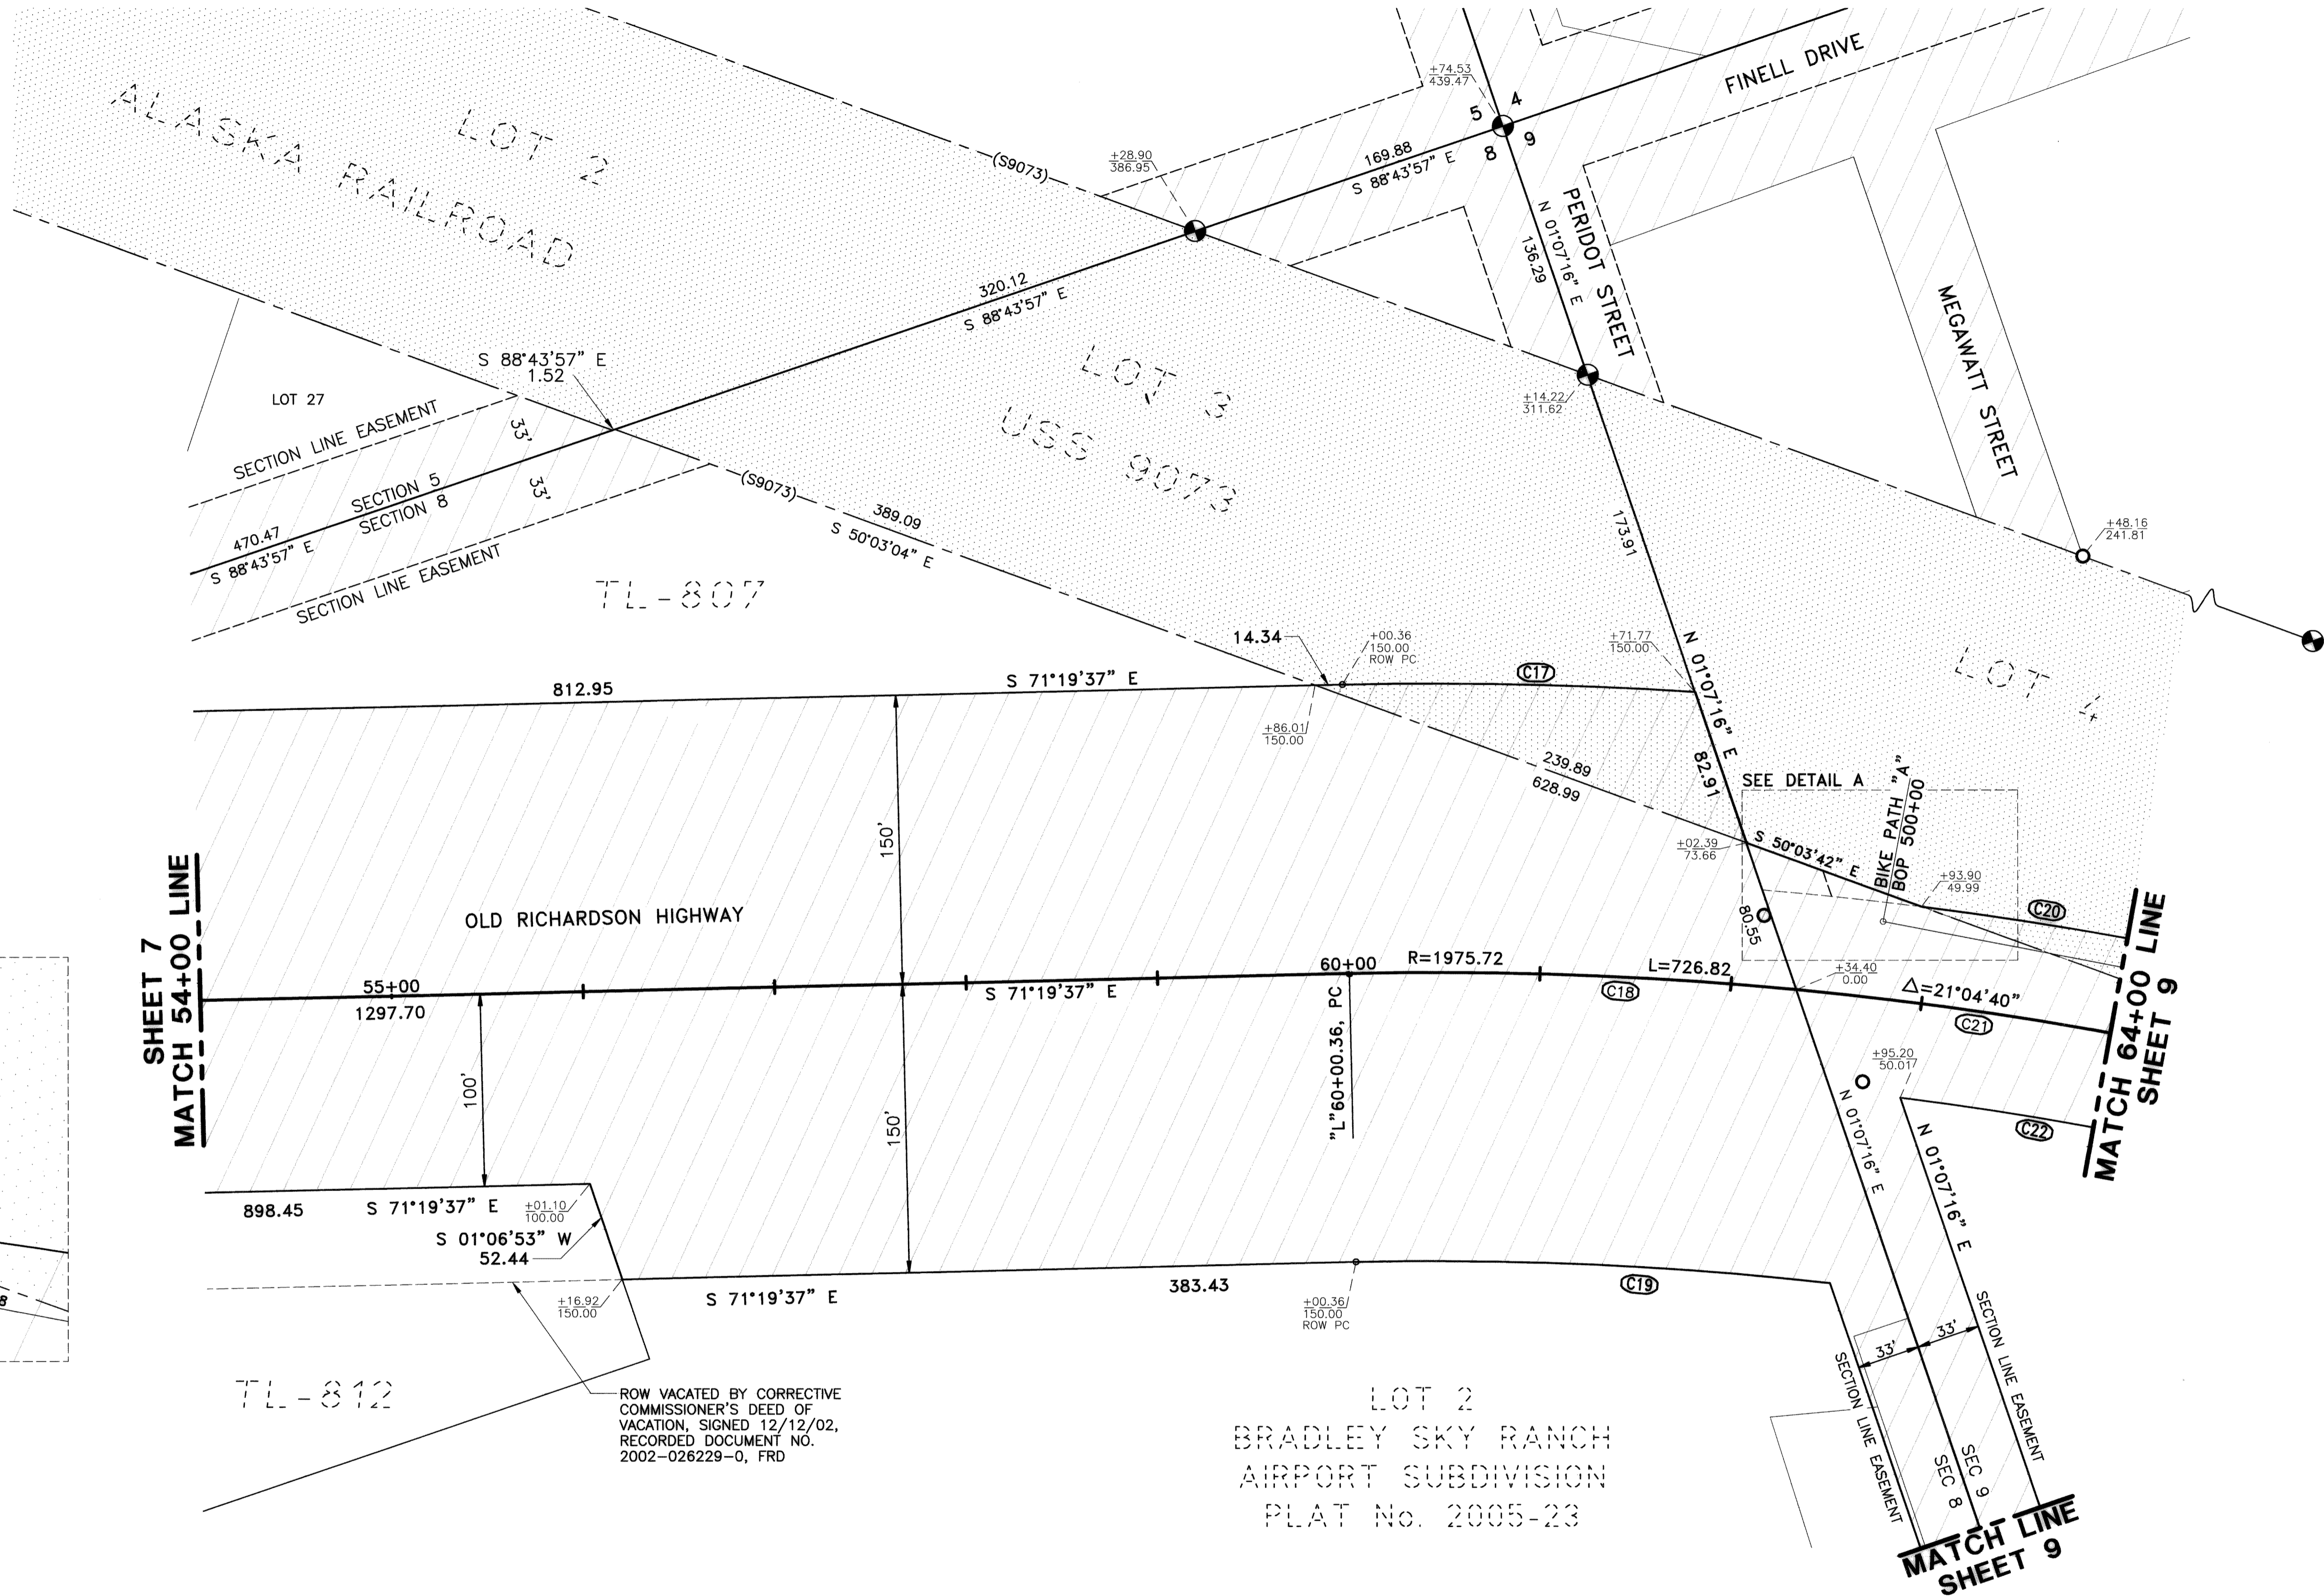 ALASKA RAILROAD
LOT 2
(S9073)
+28.90
386.95
+74.53
439.47
5
4
8
9
FINELL DRIVE
169.88
S 88°43'57" E
320.12
S 88°43'57" E
S 88°43'57" E
1.52
LOT 27
SECTION LINE EASEMENT
33'
33'
SECTION 5
SECTION 8
470.47
S 88°43'57" E
SECTION LINE EASEMENT
(S9073)
389.09
S 50°03'04" E
TL-807
LOT 3
USS 9073
N 01°07'16" E
136.29
PERIDOT STREET
+14.22
311.62
MEGAWATT STREET
+48.16
241.81
173.91
LOT 4
14.34
+00.36
150.00
ROW PC
+71.77
150.00
C17
812.95
S 71°19'37" E
+86.01
150.00
N 01°07'16" E
82.91
239.89
628.99
SEE DETAIL A
BIKE PATH "A"
BOP 500+00
+02.39
73.66
S 50°03'42" E
+93.90
49.99
C20
150'
80.55
OLD RICHARDSON HIGHWAY
SHEET 7
MATCH 54+00 LINE
55+00
1297.70
S 71°19'37" E
60+00
R=1975.72
L=726.82
C18
+34.40
0.00
△=21°04'40"
C21
MATCH 64+00 LINE
SHEET 9
"L"60+00.36, PC
100'
150'
+95.20
50.01
C22
N 01°07'16" E
N 01°07'16" E
898.45
S 71°19'37" E
+01.10
100.00
S 01°06'53" W
52.44
+16.92
150.00
S 71°19'37" E
383.43
+00.36
150.00
ROW PC
C19
33'
33'
SECTION LINE EASEMENT
SECTION LINE EASEMENT
SEC 8
SEC 9
TL-812
ROW VACATED BY CORRECTIVE
COMMISSIONER'S DEED OF
VACATION, SIGNED 12/12/02,
RECORDED DOCUMENT NO.
2002-026229-0, FRD
LOT 2
BRADLEY SKY RANCH
AIRPORT SUBDIVISION
PLAT No. 2005-23
MATCH LINE
SHEET 9
8